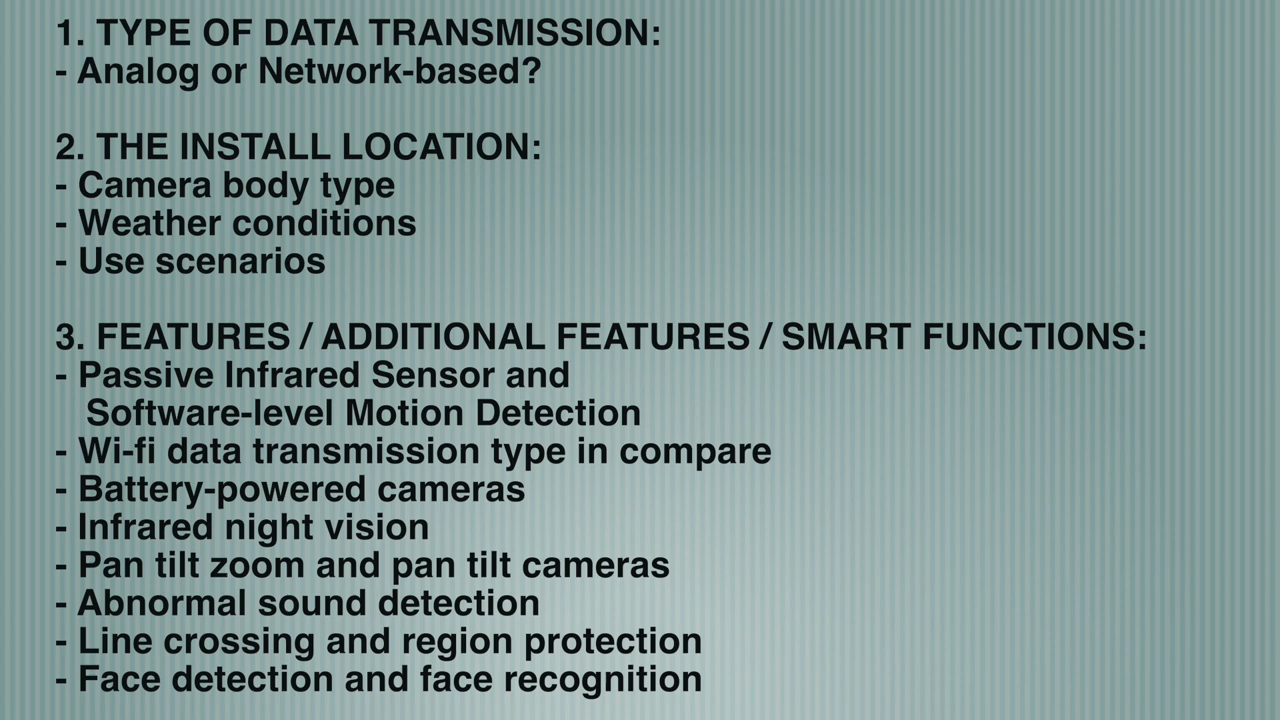 1. TYPE OF DATA TRANSMISSION:
- Analog or Network-based?
2. THE INSTALL LOCATION:
- Camera body type
- Weather conditions
- Use scenarios
3. FEATURES / ADDITIONAL FEATURES / SMART FUNCTIONS:
- Passive Infrared Sensor and
Software-level Motion Detection
- Wi-fi data transmission type in compare
- Battery-powered cameras
- Infrared night vision
- Pan tilt zoom and pan tilt cameras
- Abnormal sound detection
- Line crossing and region protection
- Face detection and face recognition